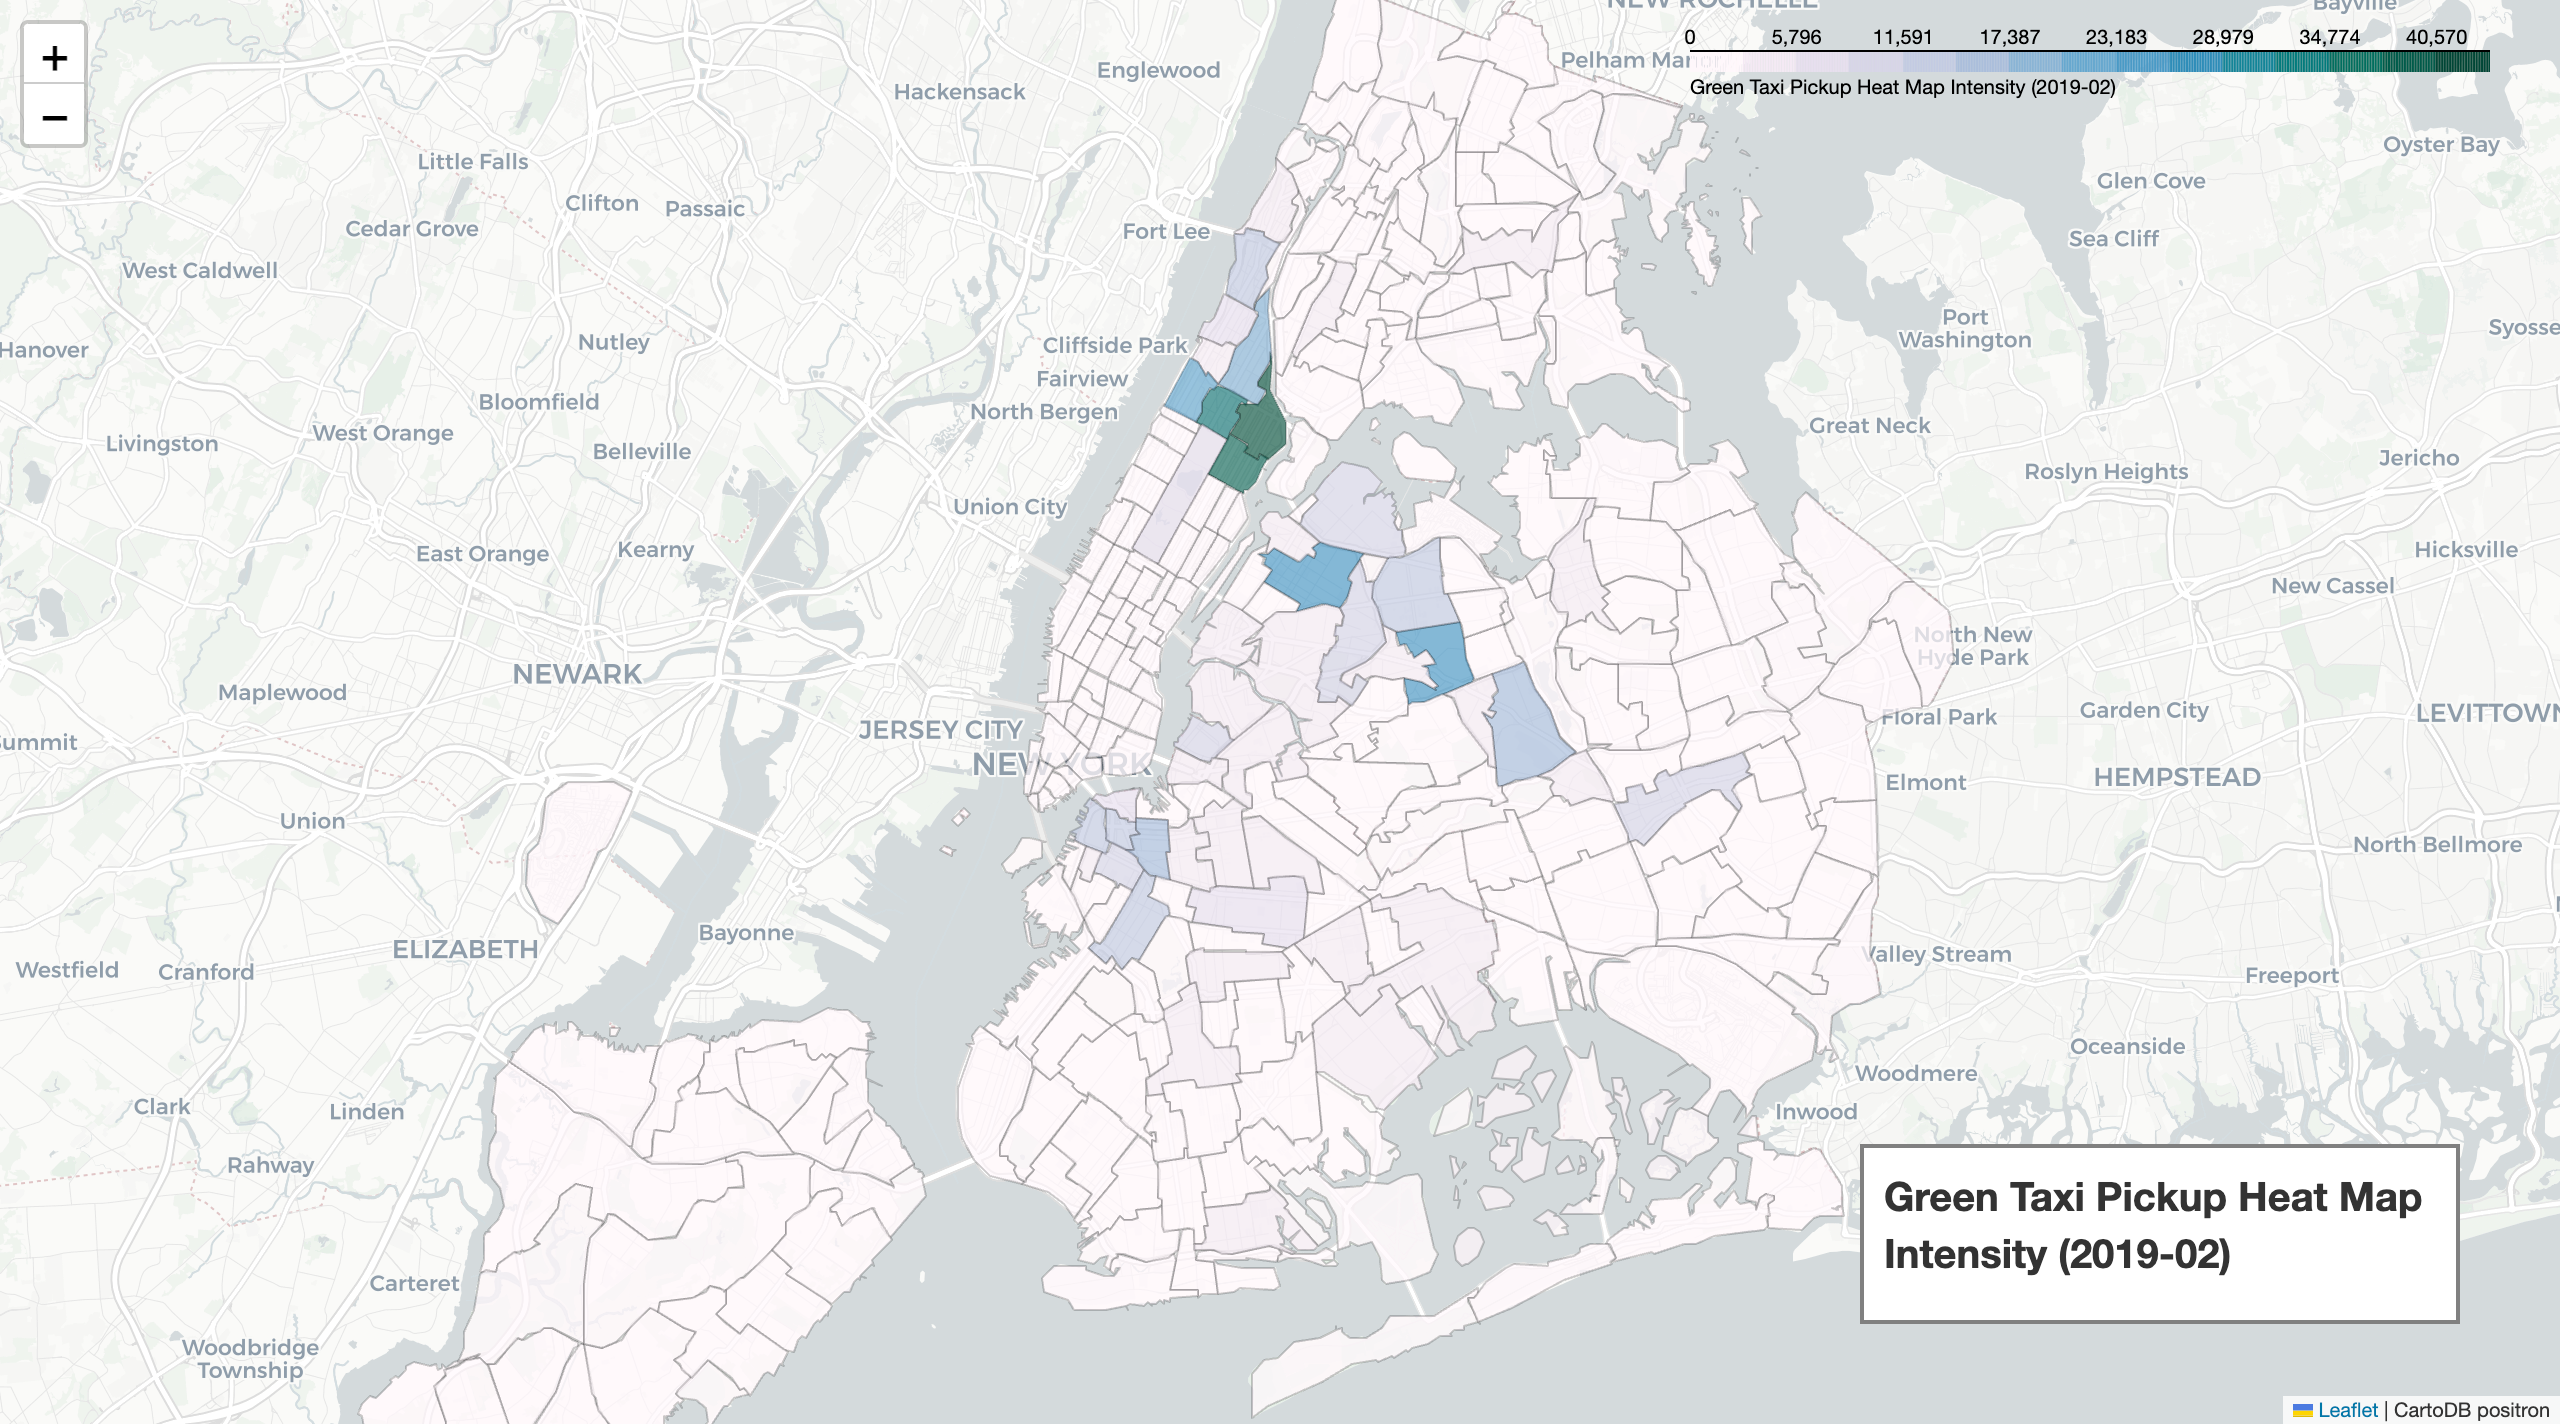 NEW ROCHELLE
Bayville
+
−
0 5,796 11,591 17,387 23,183 28,979 34,774 40,570
Green Taxi Pickup Heat Map Intensity (2019-02)
Pelham Manor
Englewood
Hackensack
Oyster Bay
Little Falls
Glen Cove
Clifton
Passaic
Cedar Grove
Fort Lee
Sea Cliff
West Caldwell
Port
Washington
Syosse
Nutley
Cliffside Park
Hanover
Fairview
Bloomfield
North Bergen
Great Neck
West Orange
Livingston
Belleville
Jericho
Roslyn Heights
Union City
East Orange
Kearny
Hicksville
New Cassel
North New
Hyde Park
NEWARK
Maplewood
Floral Park
Garden City
LEVITTOWN
JERSEY CITY
ummit
NEW YORK
Elmont
HEMPSTEAD
Union
North Bellmore
Bayonne
ELIZABETH
Valley Stream
Westfield
Cranford
Freeport
Oceanside
Woodmere
Clark
Linden
Inwood
Rahway
Green Taxi Pickup Heat Map
Intensity (2019-02)
Carteret
Woodbridge
Township
Leaflet | CartoDB positron